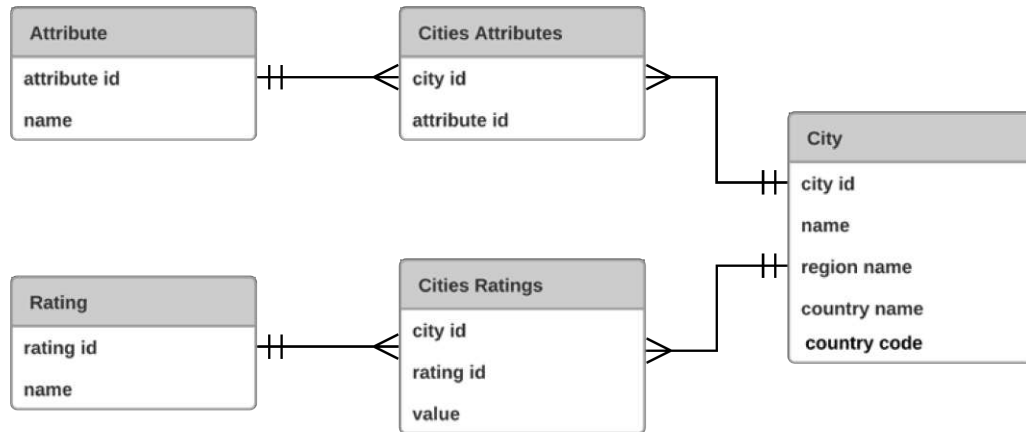 Attribute
attribute id
name
Cities Attributes
city id
attribute id
City
city id
name
region name
country name
country code
Rating
rating id
name
Cities Ratings
city id
rating id
value